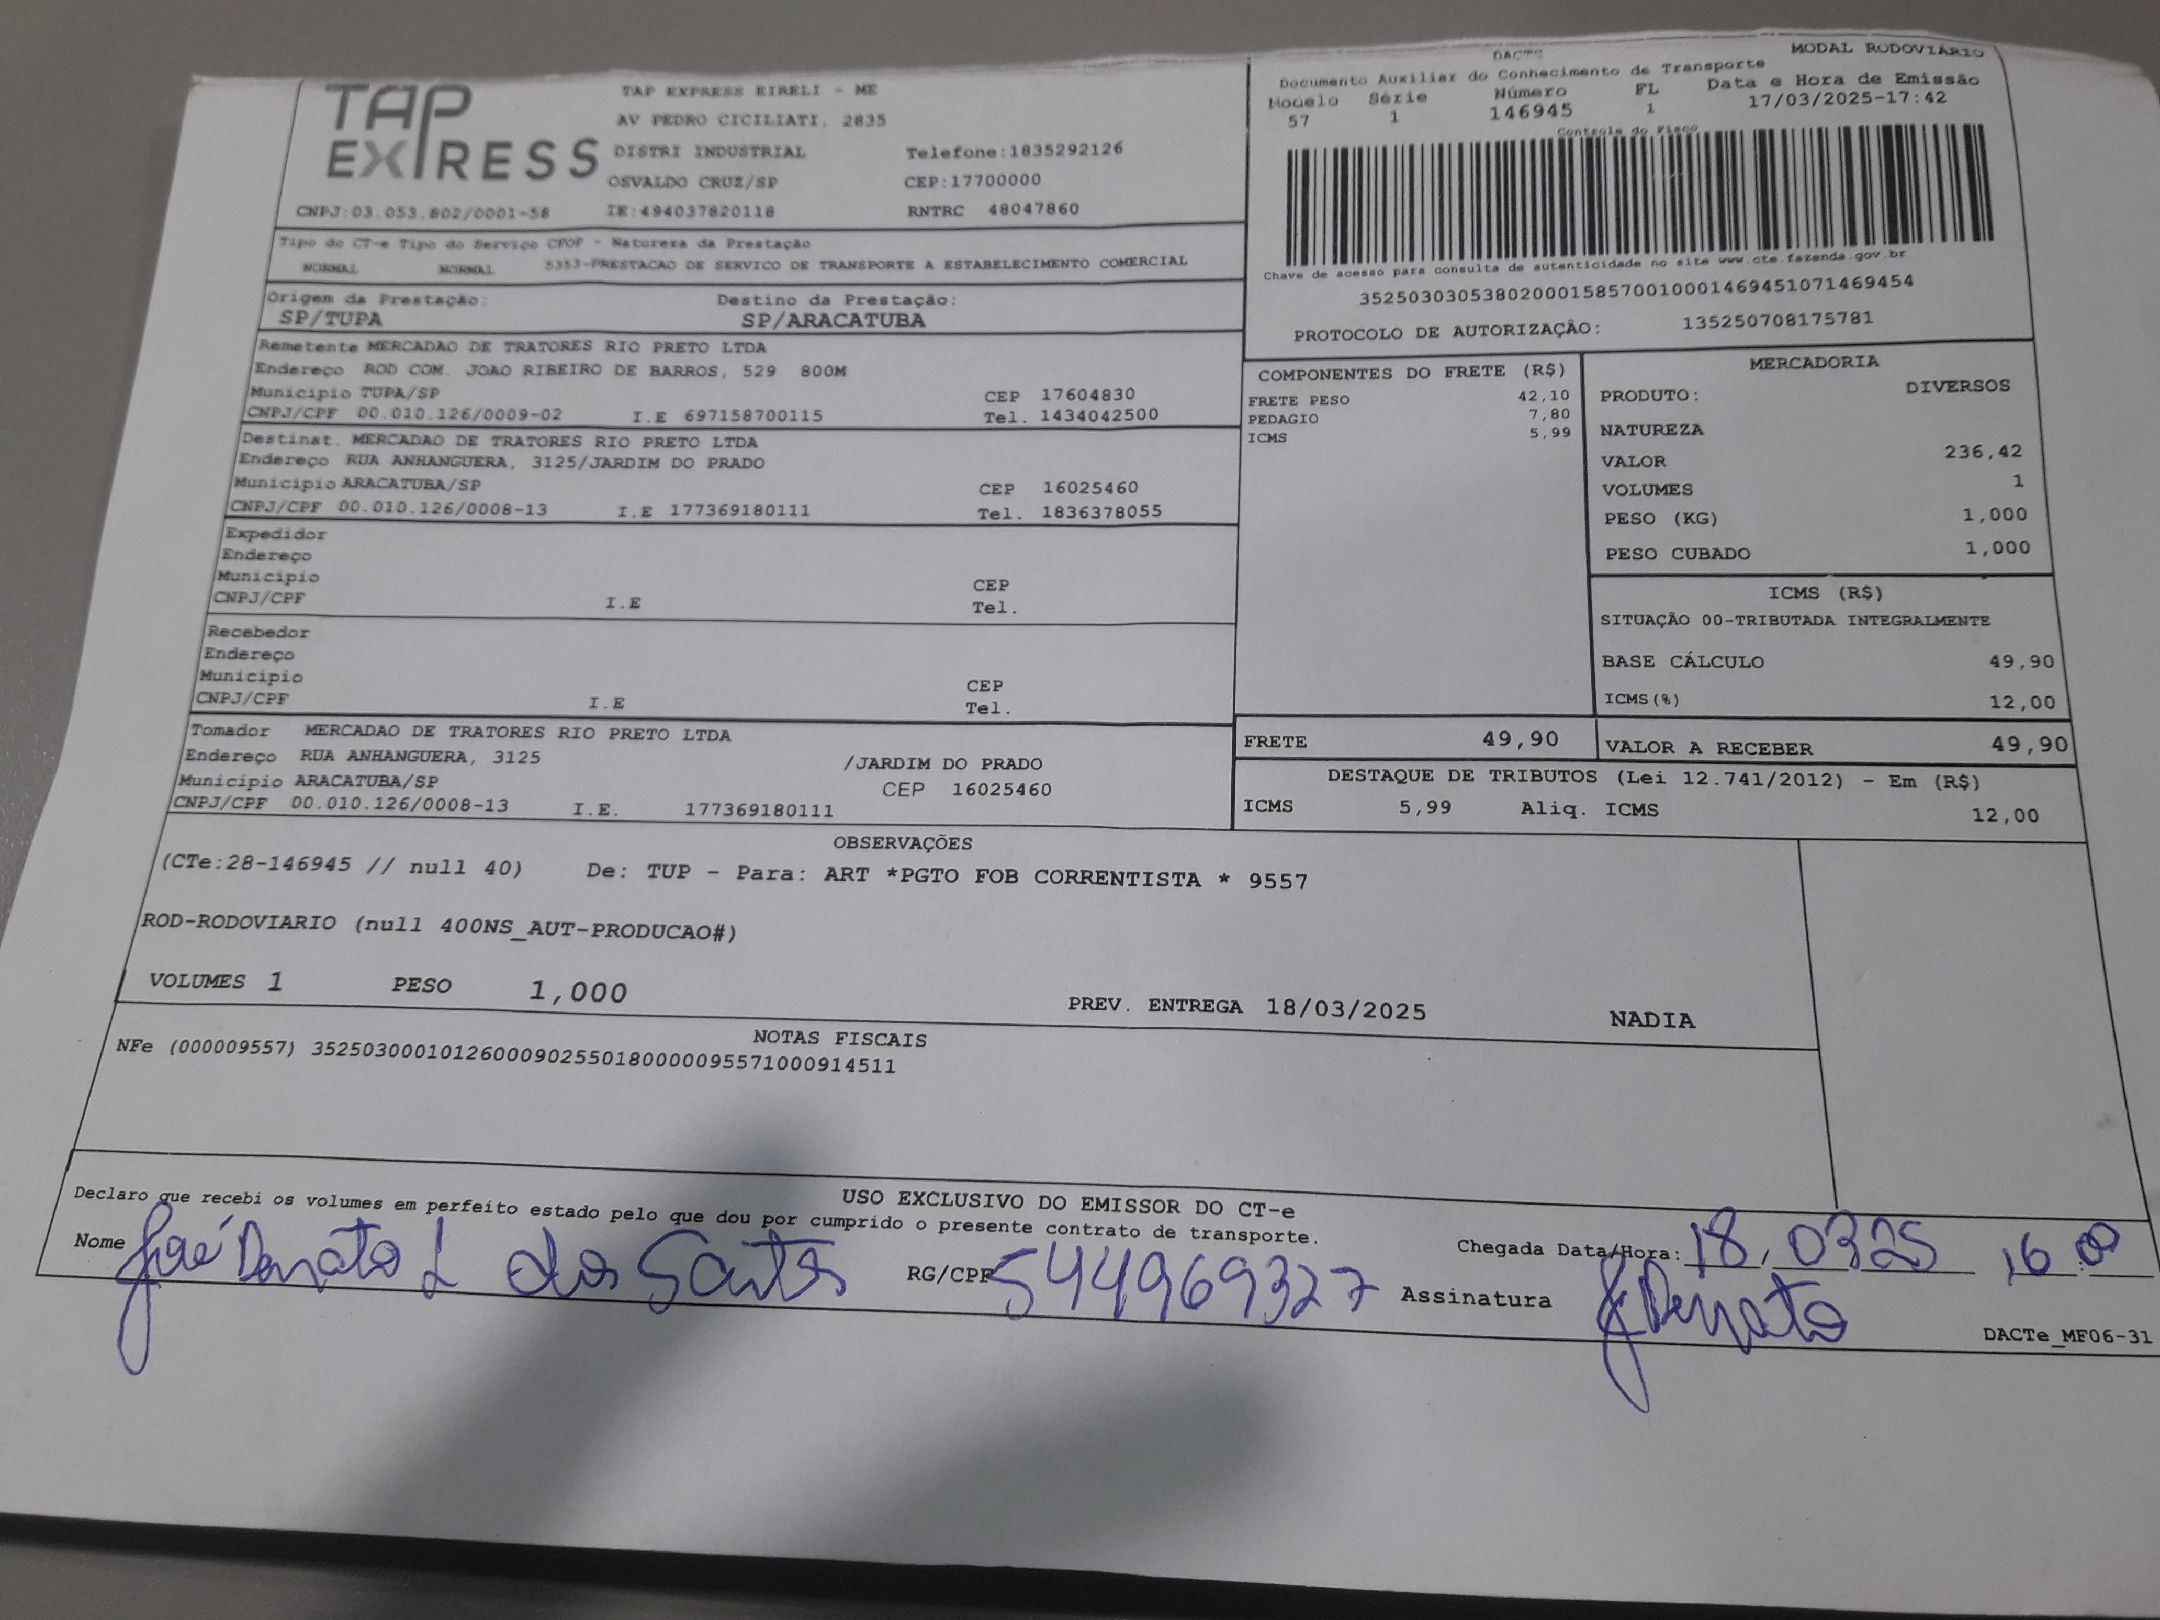 TAP EXPRESS
TAP EXPRESS EIRELI - ME
AV PEDRO CICILIATI, 2835
DISTRI INDUSTRIAL Telefone:1835292126
OSVALDO CRUZ/SP CEP:17700000
CNPJ:03.053.802/0001-58 IE:494037820118 RNTRC 48047860
DACTE MODAL RODOVIÁRIO
Documento Auxiliar do Conhecimento de Transporte
Modelo Série Número FL Data e Hora de Emissão
57 1 146945 1 17/03/2025-17:42
Controle do Fisco
Chave de acesso para consulta de autenticidade no site www.cte.fazenda.gov.br
35250303053802000158570010001469451071469454
PROTOCOLO DE AUTORIZAÇÃO: 135250708175781
Tipo do CT-e Tipo do Serviço CFOP - Natureza da Prestação
NORMAL NORMAL 5353-PRESTACAO DE SERVICO DE TRANSPORTE A ESTABELECIMENTO COMERCIAL
Origem da Prestação: Destino da Prestação:
SP/TUPA SP/ARACATUBA
Remetente MERCADAO DE TRATORES RIO PRETO LTDA
Endereço ROD COM. JOAO RIBEIRO DE BARROS, 529 800M
Município TUPA/SP CEP 17604830
CNPJ/CPF 00.010.126/0009-02 I.E 697158700115 Tel. 1434042500
Destinat. MERCADAO DE TRATORES RIO PRETO LTDA
Endereço RUA ANHANGUERA, 3125/JARDIM DO PRADO
Município ARACATUBA/SP CEP 16025460
CNPJ/CPF 00.010.126/0008-13 I.E 177369180111 Tel. 1836378055
Expedidor
Endereço
Município CEP
CNPJ/CPF I.E Tel.
Recebedor
Endereço
Município CEP
CNPJ/CPF I.E Tel.
Tomador MERCADAO DE TRATORES RIO PRETO LTDA
Endereço RUA ANHANGUERA, 3125 /JARDIM DO PRADO
Município ARACATUBA/SP CEP 16025460
CNPJ/CPF 00.010.126/0008-13 I.E. 177369180111
COMPONENTES DO FRETE (R$)
FRETE PESO 42,10
PEDAGIO 7,80
ICMS 5,99
MERCADORIA
PRODUTO: DIVERSOS
NATUREZA
VALOR 236,42
VOLUMES 1
PESO (KG) 1,000
PESO CUBADO 1,000
ICMS (R$)
SITUAÇÃO 00-TRIBUTADA INTEGRALMENTE
BASE CÁLCULO 49,90
ICMS(%) 12,00
FRETE 49,90 VALOR A RECEBER 49,90
DESTAQUE DE TRIBUTOS (Lei 12.741/2012) - Em (R$)
ICMS 5,99 Aliq. ICMS 12,00
OBSERVAÇÕES
(CTe:28-146945 // null 40) De: TUP - Para: ART *PGTO FOB CORRENTISTA * 9557
ROD-RODOVIARIO (null 400NS_AUT-PRODUCAO#)
VOLUMES 1 PESO 1,000 PREV. ENTREGA 18/03/2025 NADIA
NOTAS FISCAIS
NFe (000009557) 35250300010126000902550180000095571000914511
USO EXCLUSIVO DO EMISSOR DO CT-e
Declaro que recebi os volumes em perfeito estado pelo que dou por cumprido o presente contrato de transporte.
Nome José Renato L dos Santos RG/CPF 544969327 Chegada Data/Hora: 18, 03 25 16:00
Assinatura J Renato
DACTe_MF06-31